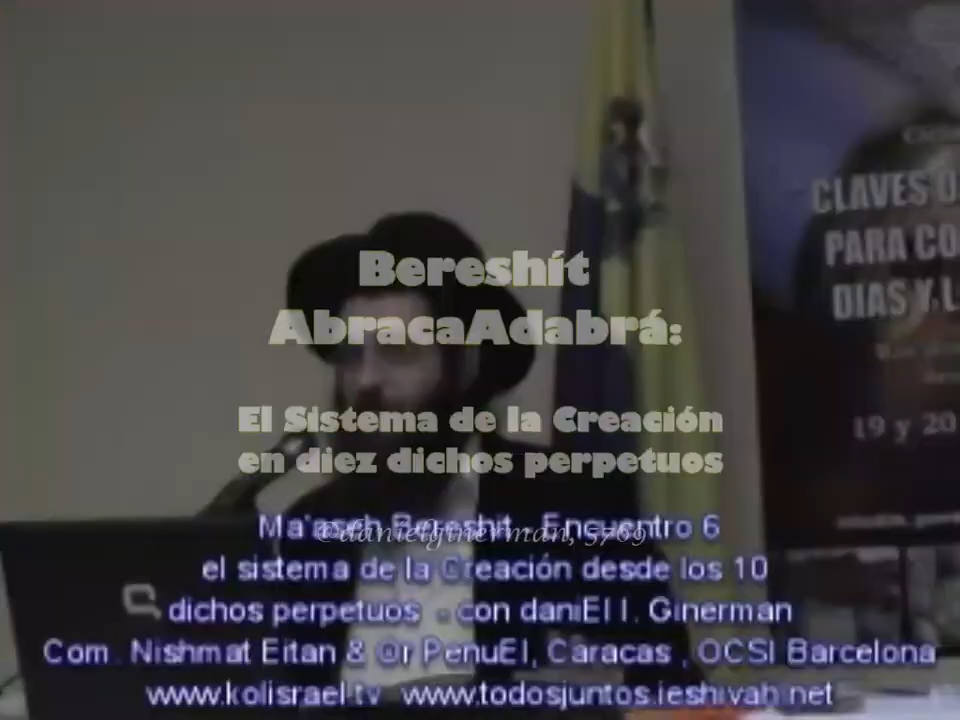 Bereshít
AbracaAdabrá:
El Sistema de la Creación
en diez dichos perpetuos
@danielginerman, 5769
Ma'aseh Bereshit - Encuentro 6
el sistema de la Creación desde los 10
dichos perpetuos - con daniEl I. Ginerman
Com. Nishmat Eitan & @r PenuEl, Caracas , OCSI Barcelona
www.kolisrael.tv www.todosjuntos.ieshivah.net
CLAVES
PARA CO
DIAS Y L
19 y 20